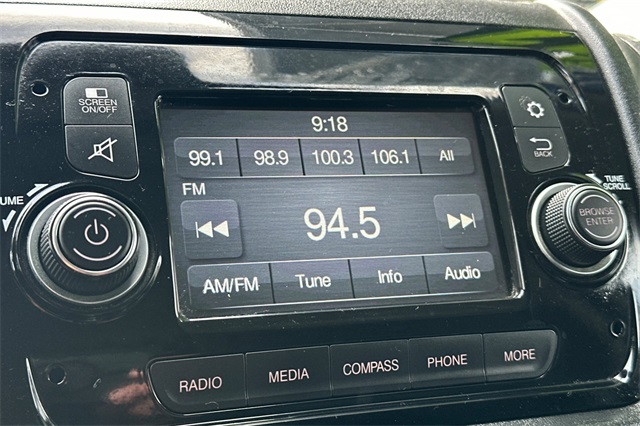 SCREEN
ON/OFF
9:18
99.1 98.9 100.3 106.1 All
FM
94.5
AM/FM Tune Info Audio
BACK
UME
TUNE
SCROLL
BROWSE
ENTER
RADIO MEDIA COMPASS PHONE MORE